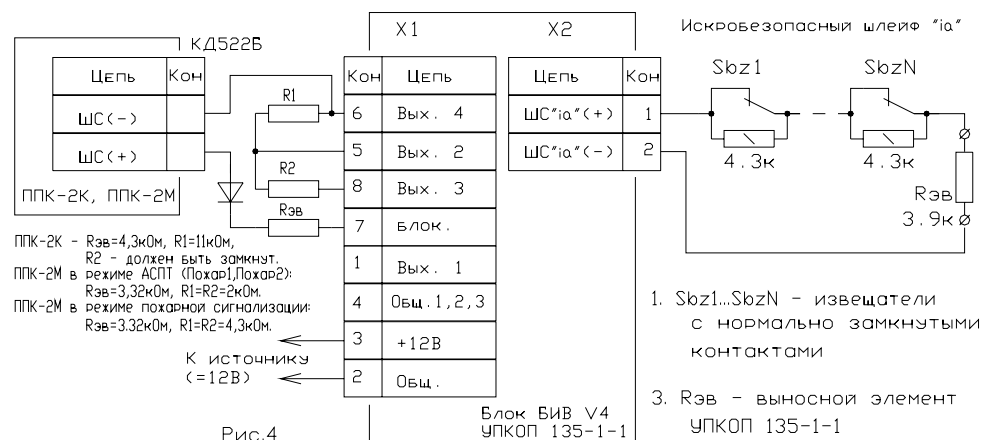 КД522Б
Цепь Кон
ШС(-)
ШС(+)
ППК-2К, ППК-2М
R1
R2
Rэв
ППК-2К - Rэв=4,3кОм, R1=11кОм,
R2 - должен быть замкнут.
ППК-2М в режиме АСПТ (Пожар1,Пожар2):
Rэв=3,32кОм, R1=R2=2кОм.
ППК-2М в режиме пожарной сигнализации:
Rэв=3.32кОм, R1=R2=4,3кОм.
К источнику
(=12В)
Рис.4
X1
Кон Цепь
6 Вых. 4
5 Вых. 2
8 Вых. 3
7 Блок.
1 Вых. 1
4 Общ.1,2,3
3 +12В
2 Общ.
X2
Цепь Кон
ШС"ia"(+) 1
ШС"ia"(-) 2
Блок БИВ V4
УПКОП 135-1-1
Искробезопасный шлейф "ia"
Sbz1
SbzN
4.3к
4.3к
Rэв
3.9к
1. Sbz1...SbzN - извещатели
с нормально замкнутыми
контактами
3. Rэв - выносной элемент
УПКОП 135-1-1